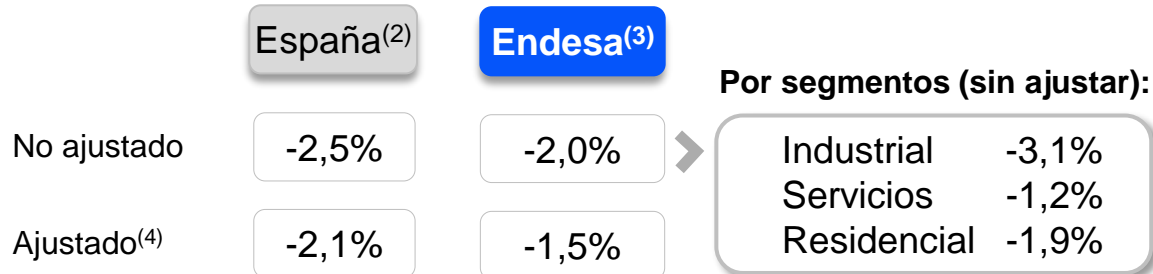 España(2) Endesa(3)
Por segmentos (sin ajustar):
No ajustado -2,5% -2,0%
Industrial -3,1%
Servicios -1,2%
Residencial -1,9%
Ajustado(4) -2,1% -1,5%